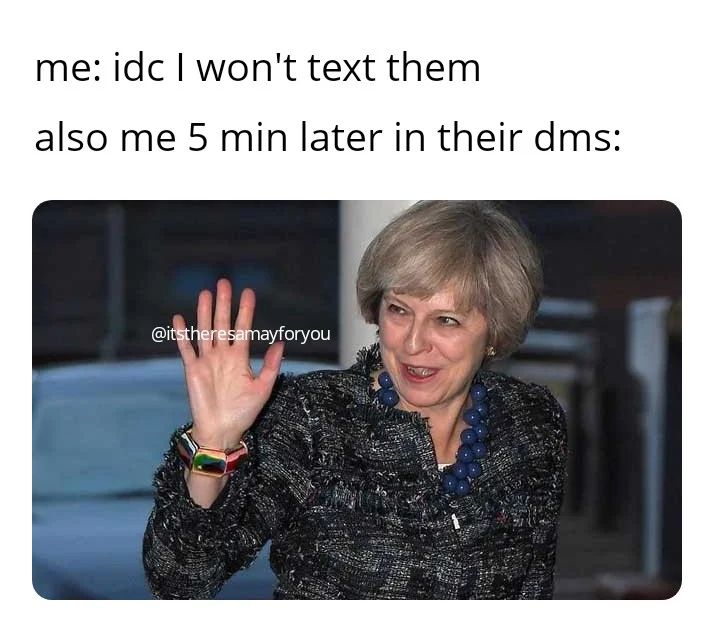 me: idc I won't text them
also me 5 min later in their dms:
@itstheresamayforyou